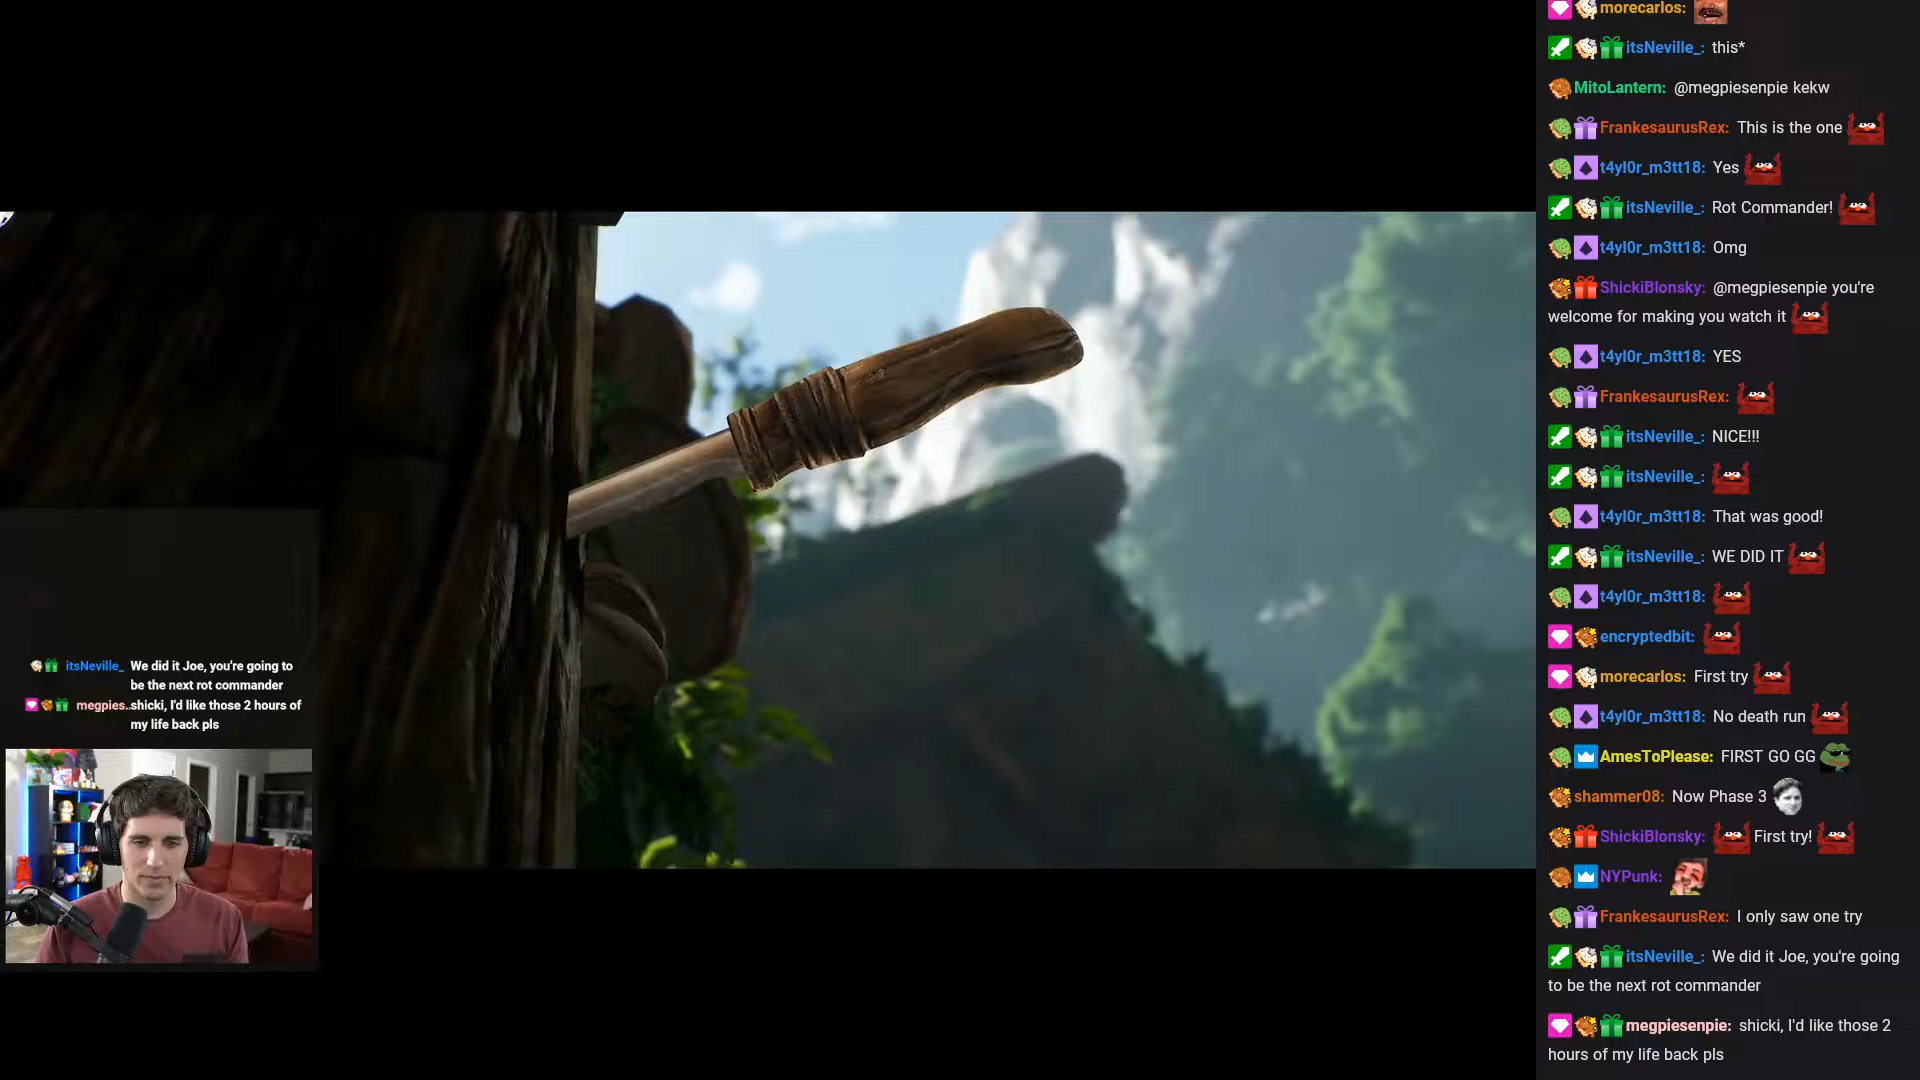 morecarlos:
itsNeville_: this*
MitoLantern: @megpiesenpie kekw
FrankesaurusRex: This is the one
t4yl0r_m3tt18: Yes
itsNeville_: Rot Commander!
t4yl0r_m3tt18: Omg
ShickiBlonsky: @megpiesenpie you're
welcome for making you watch it
t4yl0r_m3tt18: YES
FrankesaurusRex:
itsNeville_: NICE!!!
itsNeville_:
t4yl0r_m3tt18: That was good!
itsNeville_: WE DID IT
t4yl0r_m3tt18:
encryptedbit:
morecarlos: First try
t4yl0r_m3tt18: No death run
AmesToPlease: FIRST GO GG
shammer08: Now Phase 3
ShickiBlonsky: First try!
NYPunk:
FrankesaurusRex: I only saw one try
itsNeville_: We did it Joe, you're going
to be the next rot commander
megpiesenpie: shicki, I'd like those 2
hours of my life back pls
itsNeville_ We did it Joe, you're going to
be the next rot commander
megpies.. shicki, I'd like those 2 hours of
my life back pls